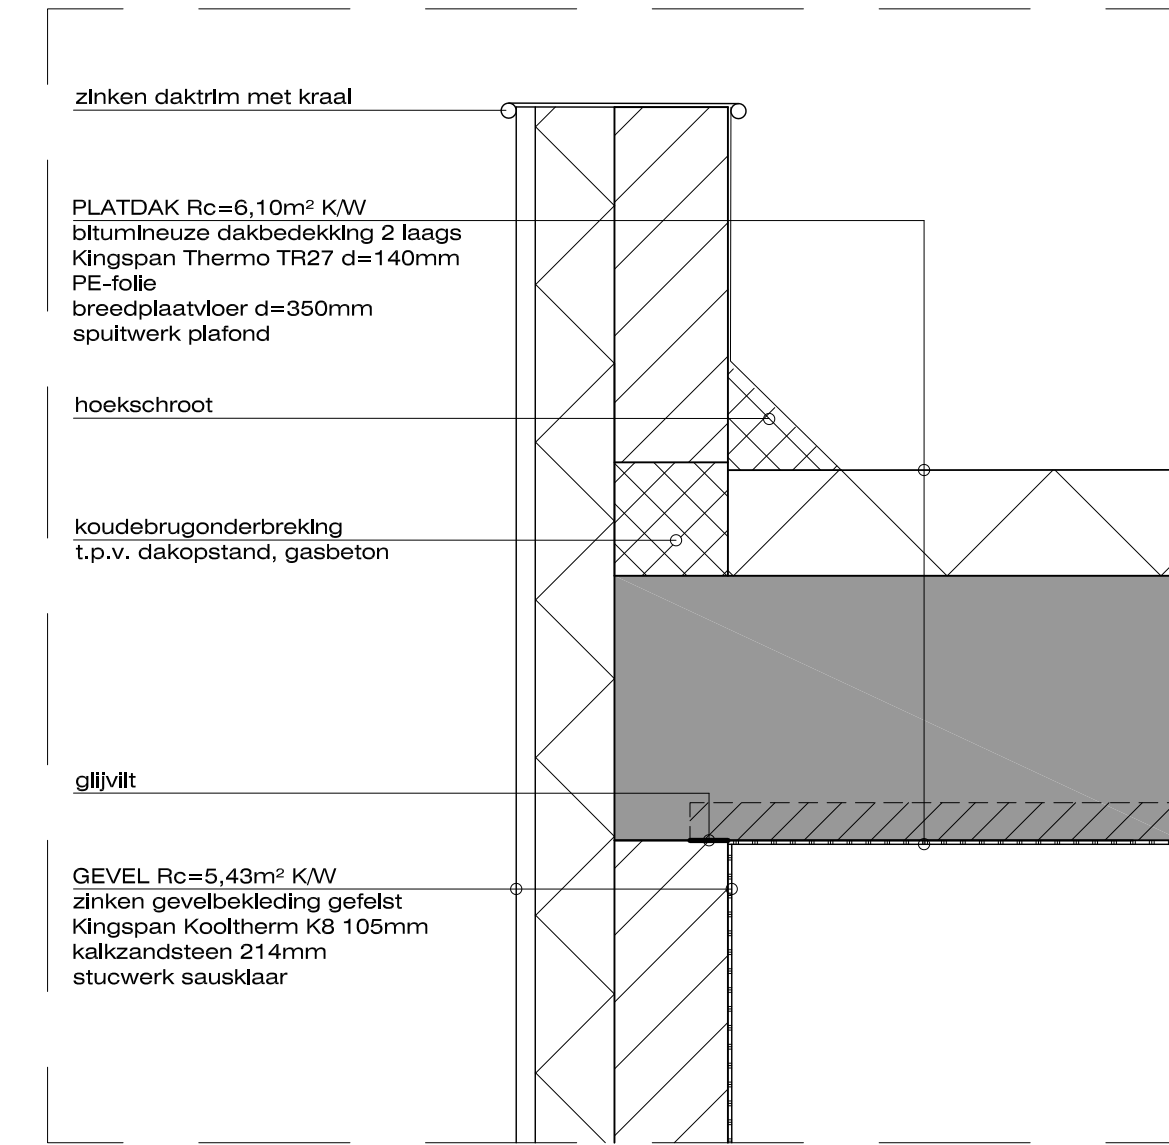 zinken daktrim met kraal
PLATDAK Rc=6,10m² K/W
bitumineuze dakbedekking 2 laags
Kingspan Thermo TR27 d=140mm
PE-folie
breedplaatvloer d=350mm
spuitwerk plafond
hoekschroot
koudebrugonderbreking
t.p.v. dakopstand, gasbeton
glijvilt
GEVEL Rc=5,43m² K/W
zinken gevelbekleding gefelst
Kingspan Kooltherm K8 105mm
kalkzandsteen 214mm
stucwerk sausklaar